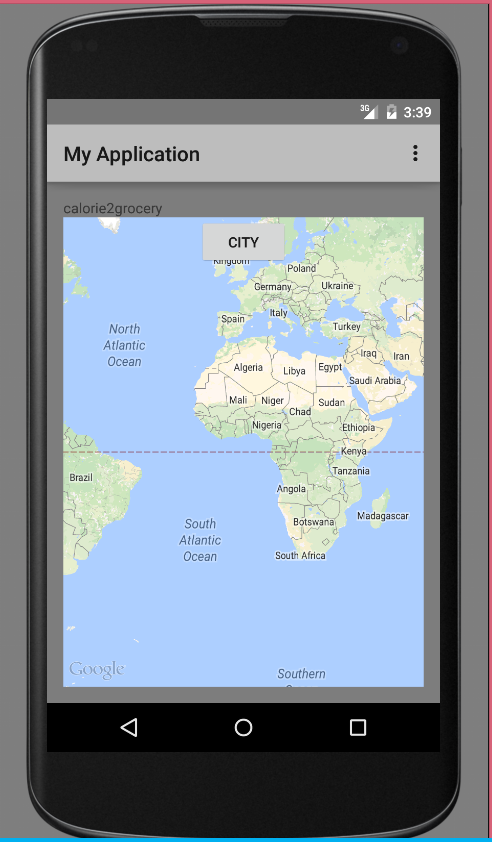 3G 3:39
My Application
calorie2grocery
CITY
Kingdom
Poland
Germany
Ukraine
Spain
Italy
Turkey
North
Atlantic
Ocean
Algeria
Libya
Egypt
Iraq
Iran
Saudi Arabia
Mali
Niger
Chad
Sudan
Nigeria
Ethiopia
Kenya
Brazil
Tanzania
Angola
Botswana
Madagascar
South
Atlantic
Ocean
South Africa
Google
Southern